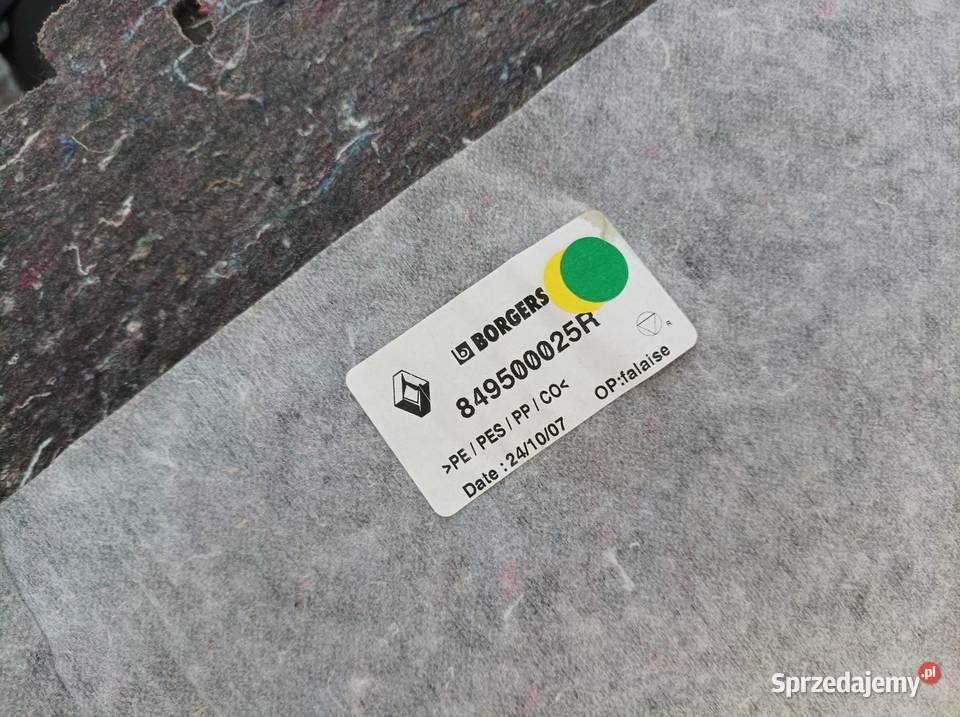 BORGERS
849500025R
>PE / PES / PP / CO<
Date : 24/10/07
OP:falaise
R
Sprzedajemy.pl